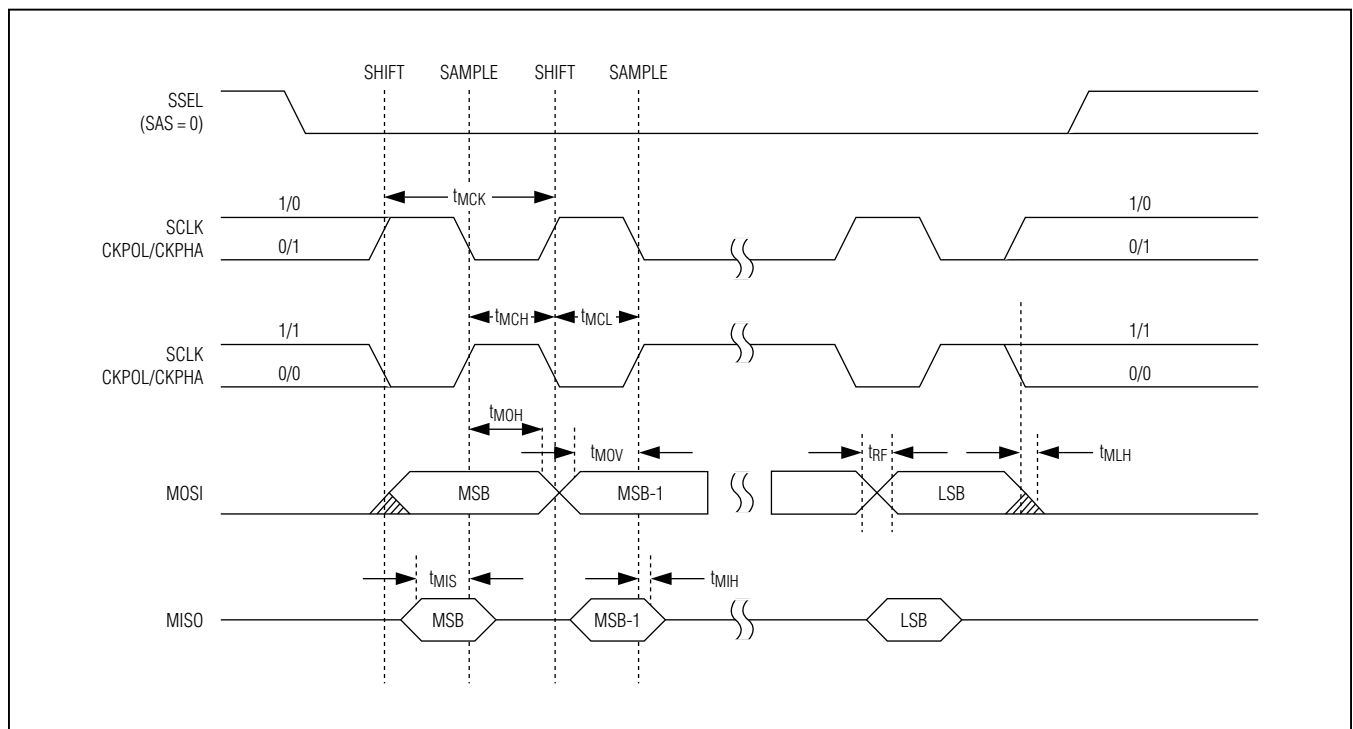 SHIFT SAMPLE SHIFT SAMPLE
SSEL
(SAS = 0)
tMCK
1/0 1/0
SCLK
CKPOL/CKPHA
0/1 0/1
tMCH tMCL
1/1 1/1
SCLK
CKPOL/CKPHA
0/0 0/0
tMOH
tMOV tRF tMLH
MOSI MSB MSB-1 LSB
tMIS tMIH
MISO MSB MSB-1 LSB